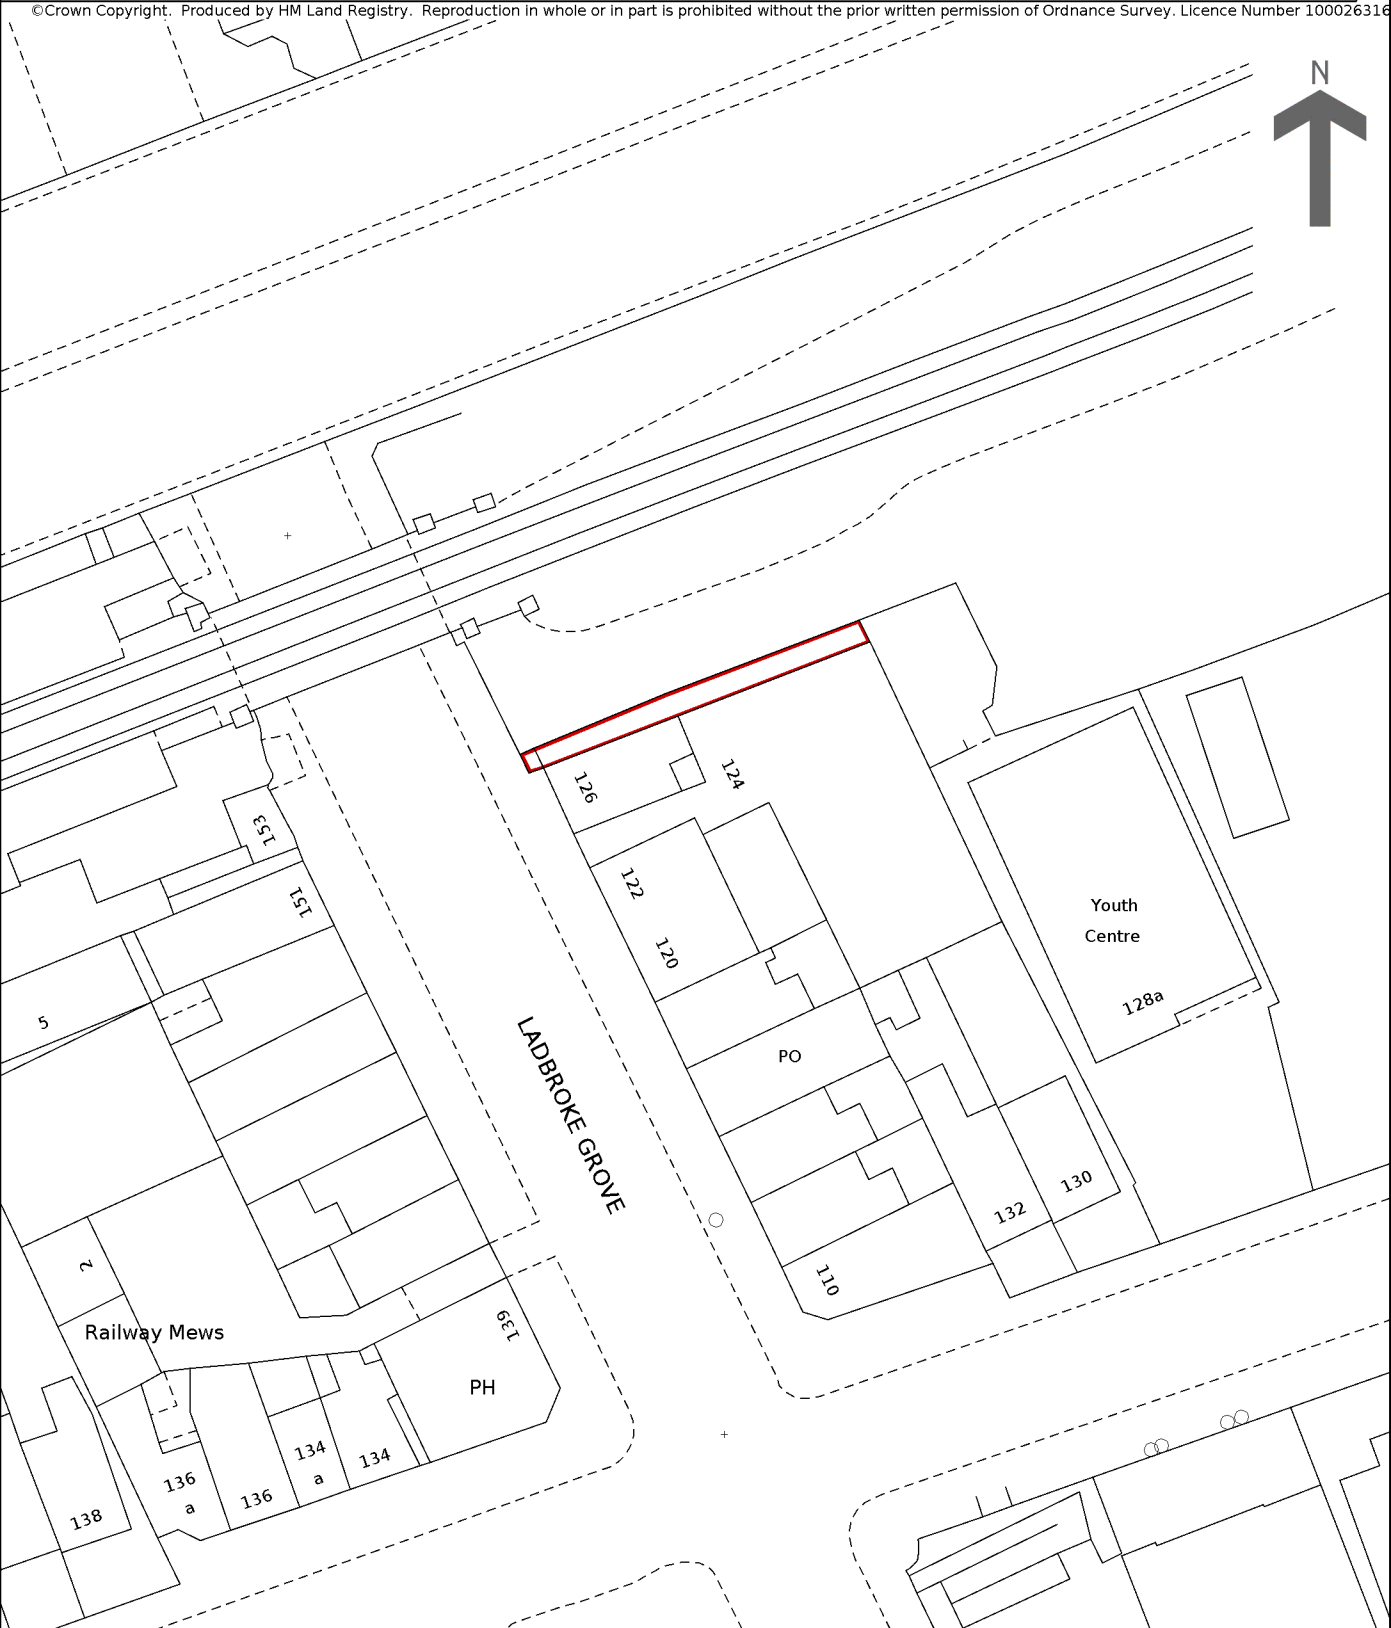 ©Crown Copyright. Produced by HM Land Registry. Reproduction in whole or in part is prohibited without the prior written permission of Ordnance Survey. Licence Number 100026316
N
126
124
153
122
151
Youth
Centre
120
128a
5
LADBROKE GROVE
PO
130
132
2
110
Railway Mews
139
PH
134
a
134
136
a
136
138